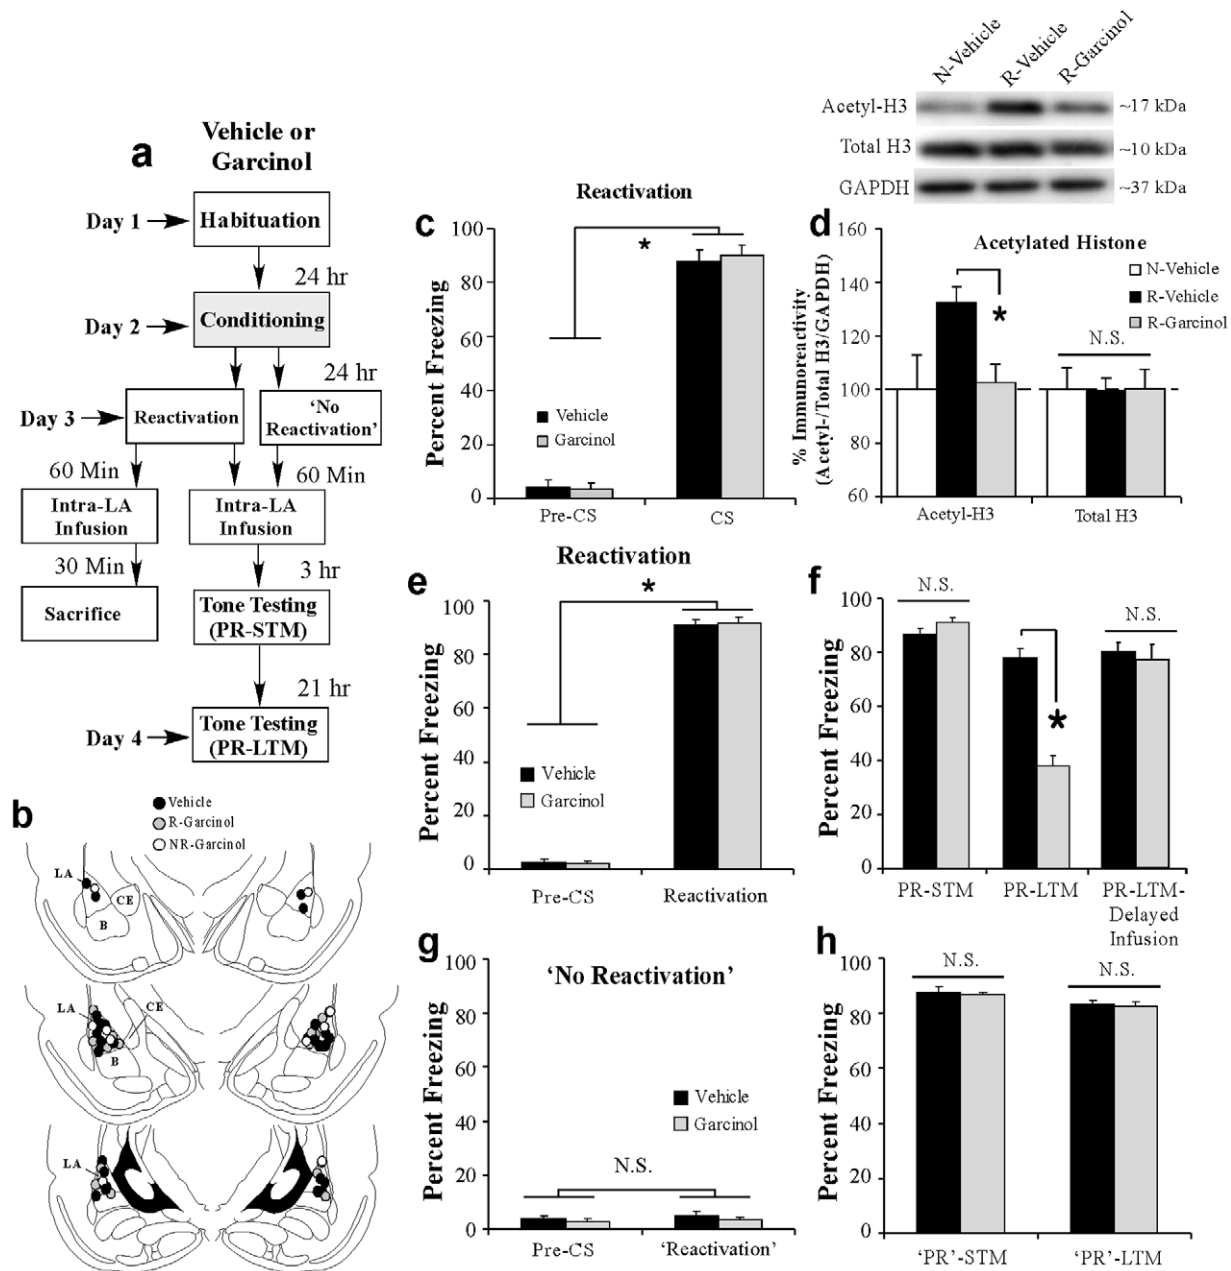 a
Vehicle or
Garcinol
Day 1
Habituation
24 hr
Day 2
Conditioning
24 hr
Day 3
Reactivation
‘No
Reactivation’
60 Min
60 Min
Intra-LA
Infusion
Intra-LA
Infusion
30 Min
3 hr
Sacrifice
Tone Testing
(PR-STM)
21 hr
Day 4
Tone Testing
(PR-LTM)
b
Vehicle
R-Garcinol
NR-Garcinol
LA
CE
B
LA
CE
B
LA
c
Reactivation
Percent Freezing
100
80
60
40
20
0
*
Vehicle
Garcinol
Pre-CS
CS
N-Vehicle
R-Vehicle
R-Garcinol
Acetyl-H3
~17 kDa
Total H3
~10 kDa
GAPDH
~37 kDa
d
Acetylated Histone
% Immunoreactivity
(Acetyl-/Total H3/GAPDH)
160
140
120
100
80
60
N-Vehicle
R-Vehicle
R-Garcinol
*
N.S.
Acetyl-H3
Total H3
e
Reactivation
Percent Freezing
100
80
60
40
20
0
*
Vehicle
Garcinol
Pre-CS
Reactivation
f
Percent Freezing
100
80
60
40
20
0
N.S.
*
N.S.
PR-STM
PR-LTM
PR-LTM-
Delayed
Infusion
g
‘No Reactivation’
Percent Freezing
100
80
60
40
20
0
Vehicle
Garcinol
N.S.
Pre-CS
‘Reactivation’
h
Percent Freezing
100
80
60
40
20
0
N.S.
N.S.
‘PR’-STM
‘PR’-LTM